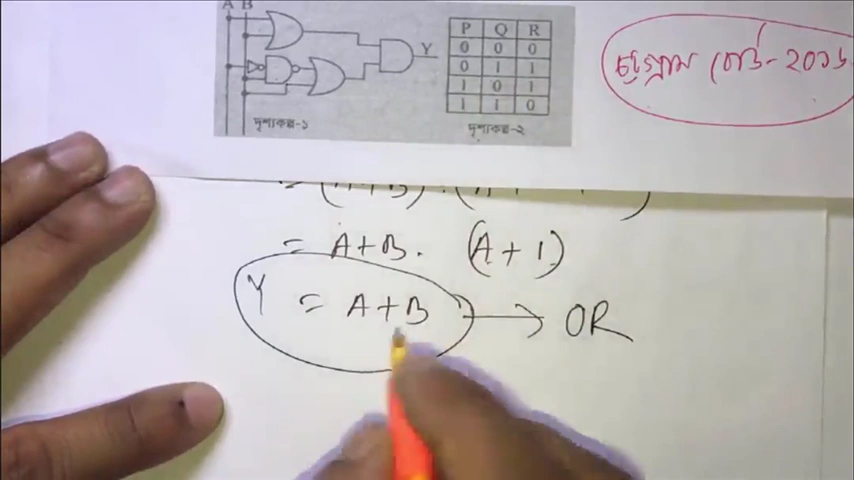 A B
Y
P Q R
0 0 0
0 1 1
1 0 1
1 1 0
দৃশ্যকল্প-১
দৃশ্যকল্প-২
চট্টগ্রাম বোর্ড-২০১৬
= A+B. (A+1)
Y = A+B → OR